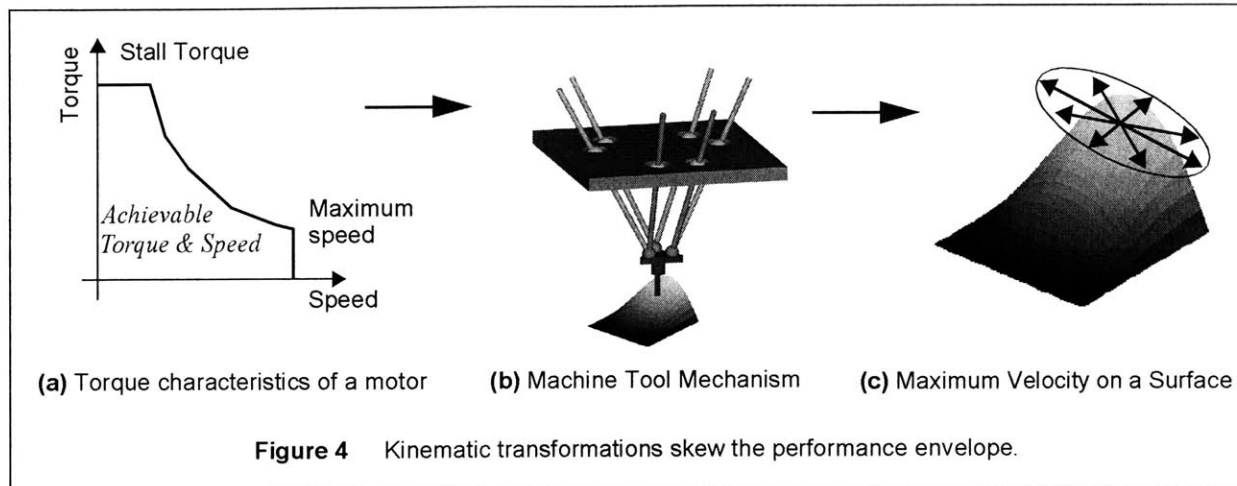 Torque
Stall Torque
Achievable
Torque & Speed
Maximum
speed
Speed
(a) Torque characteristics of a motor
(b) Machine Tool Mechanism
(c) Maximum Velocity on a Surface
Figure 4 Kinematic transformations skew the performance envelope.